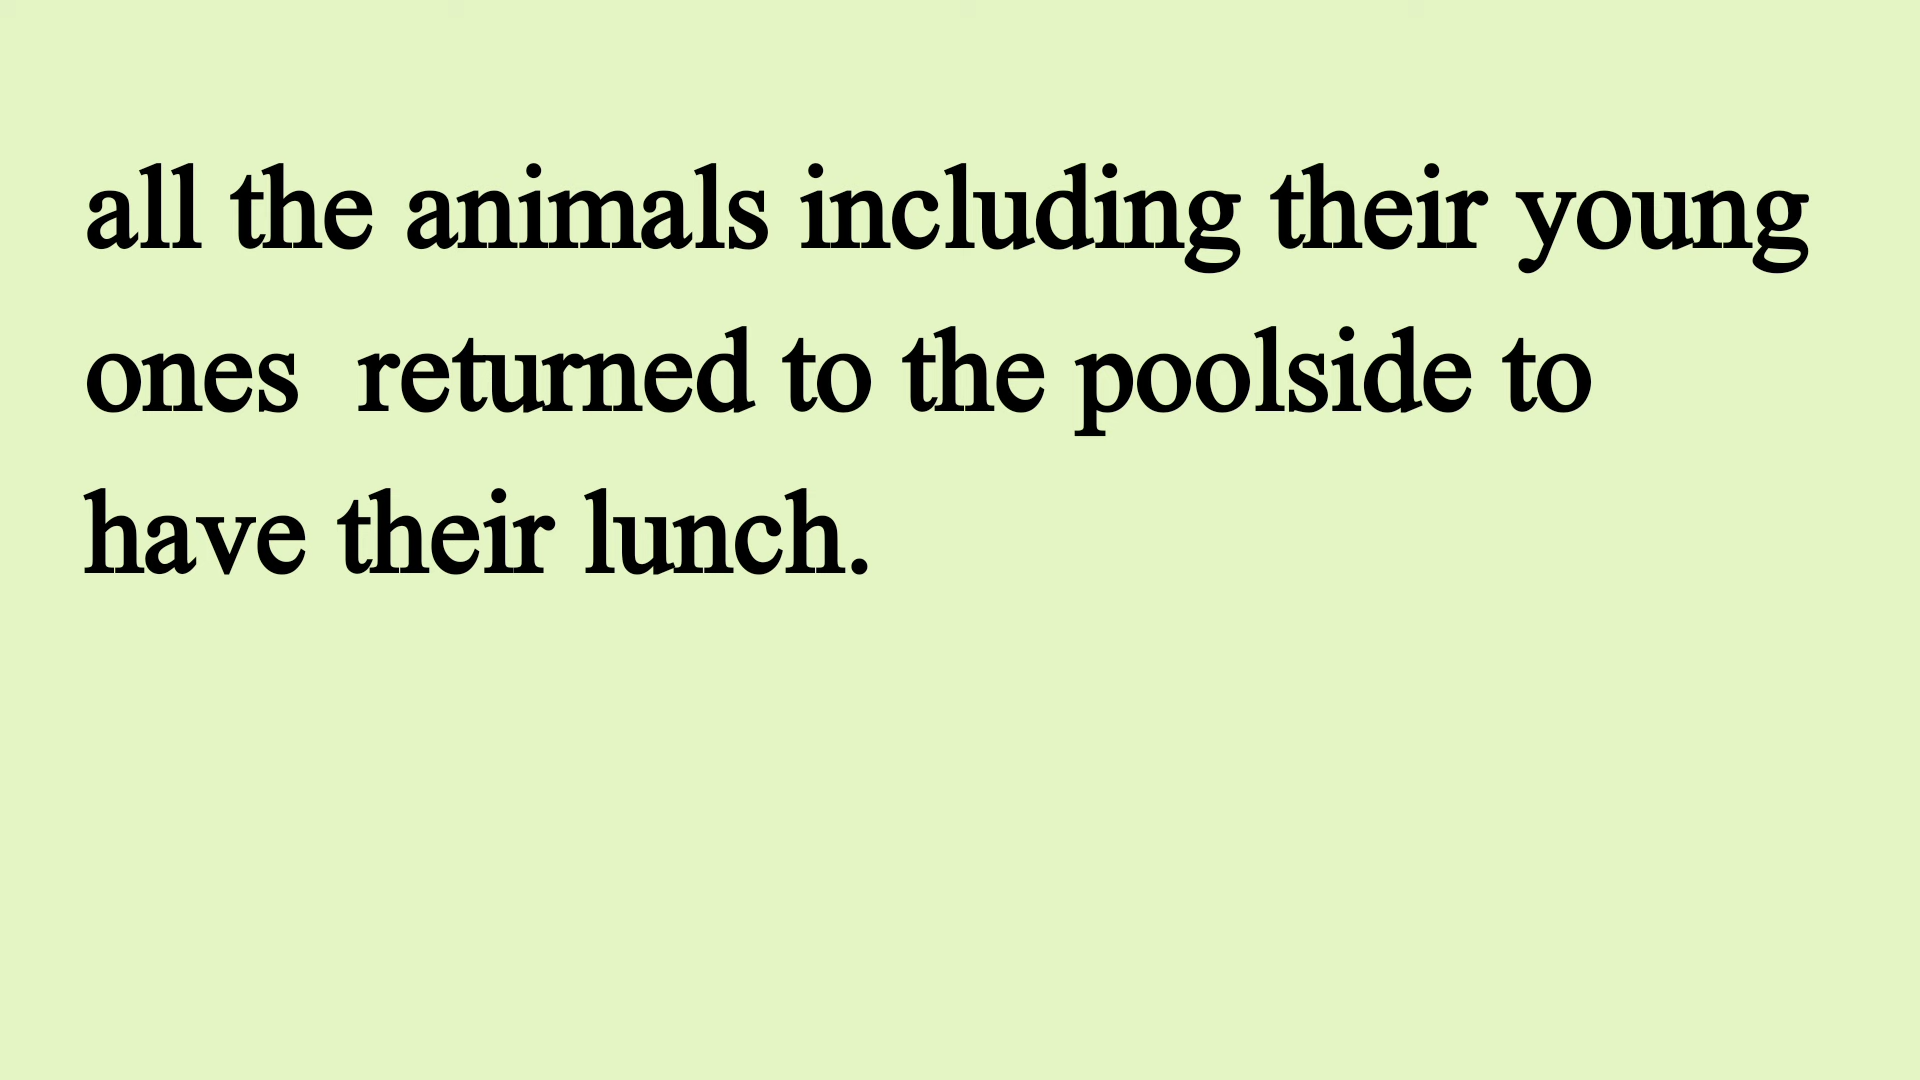 all the animals including their young
ones  returned to the poolside to
have their lunch.